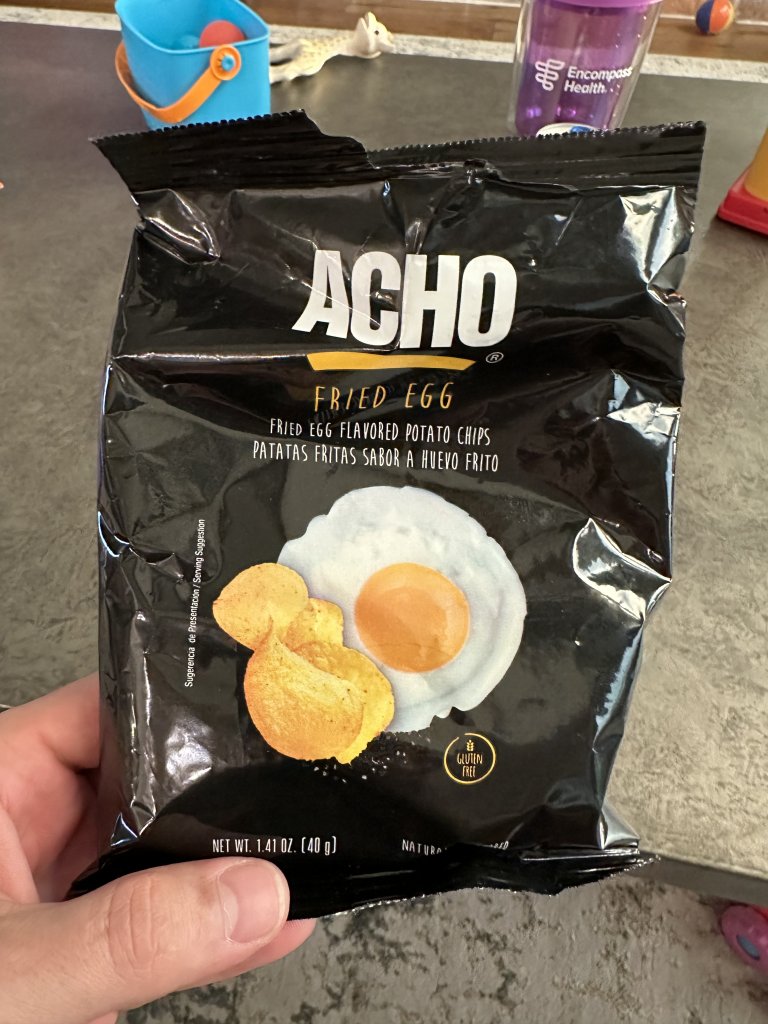 Encompass
Health
ACHO
®
FRIED EGG
FRIED EGG FLAVORED POTATO CHIPS
PATATAS FRITAS SABOR A HUEVO FRITO
Sugerencia de Presentación / Serving Suggestion
GLUTEN
FREE
NET WT. 1.41 OZ. (40 g)